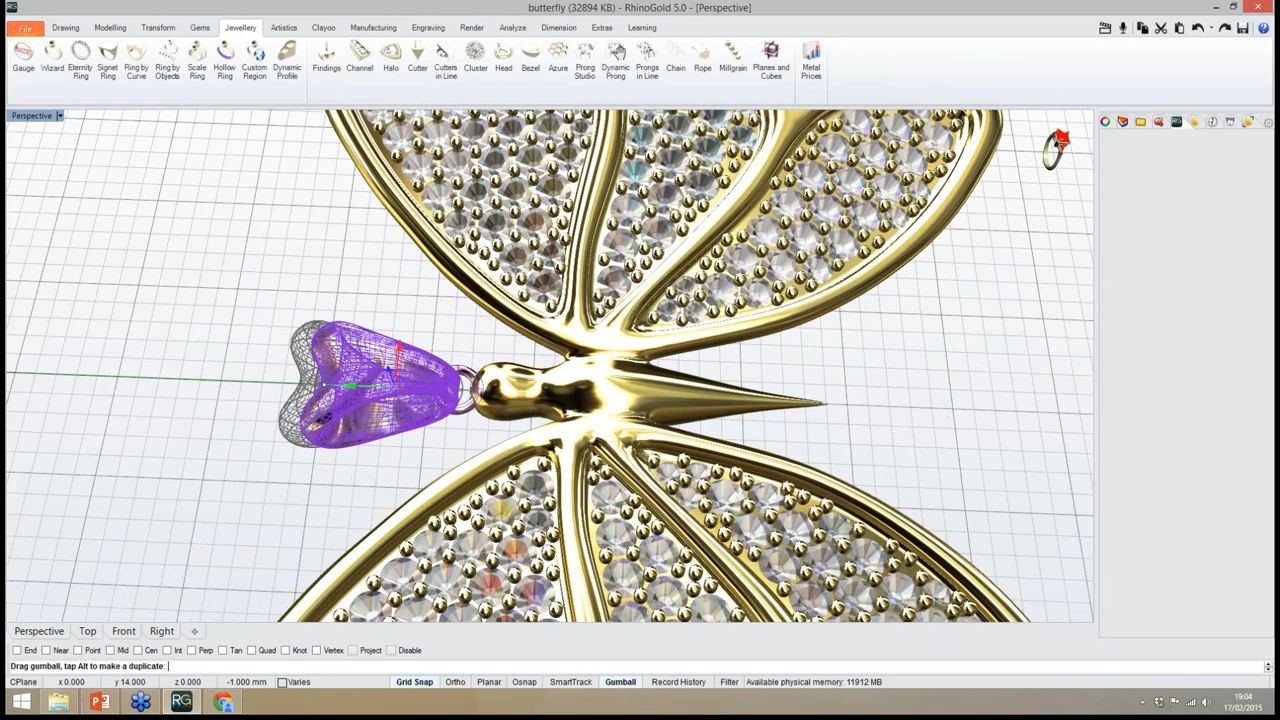 butterfly (32894 KB) - RhinoGold 5.0 - [Perspective]
File Drawing Modelling Transform Gems Jewellery Artistics Clayoo Manufacturing Engraving Render Analyze Dimension Extras Learning
Gauge Wizard Eternity Ring Signet Ring Ring by Curve Ring by Objects Scale Ring Hollow Ring Custom Region Dynamic Profile Findings Channel Halo Cutter Cutters in Line Cluster Head Bezel Azure Prong Studio Dynamic Prong Prongs in Line Chain Rope Millgrain Planes and Cubes Metal Prices
Perspective
Perspective Top Front Right
End Near Point Mid Cen Int Perp Tan Quad Knot Vertex Project Disable
Drag gumball, tap Alt to make a duplicate:
CPlane x 0.000 y 14.000 z 0.000 -1.000 mm Varies Grid Snap Ortho Planar Osnap SmartTrack Gumball Record History Filter Available physical memory: 11912 MB
19:04
17/02/2015